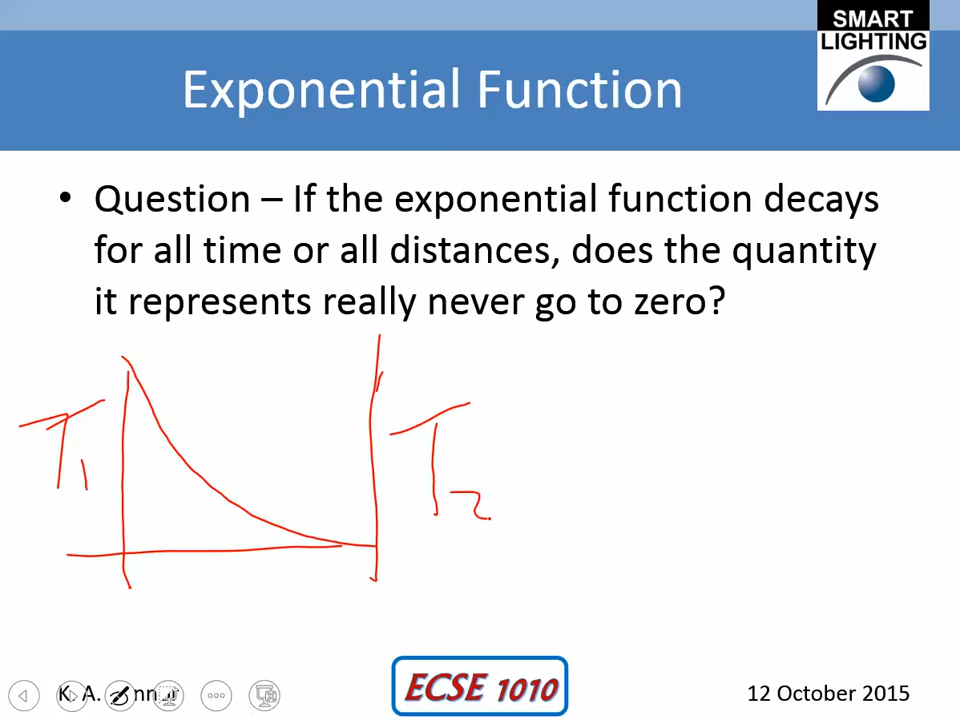 SMART
LIGHTING
Exponential Function
• Question – If the exponential function decays
for all time or all distances, does the quantity
it represents really never go to zero?
T1
T2
K. A.
ECSE 1010
12 October 2015